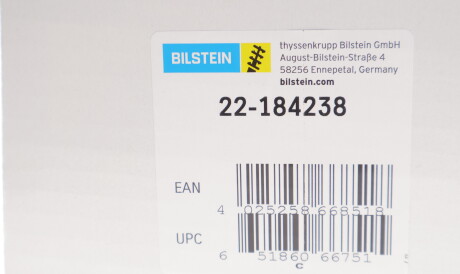 BILSTEIN
thyssenkrupp Bilstein GmbH
August-Bilstein-Straße 4
58256 Ennepetal, Germany
bilstein.com
22-184238
EAN
4 025258 668518
UPC
6 51860 66751
c